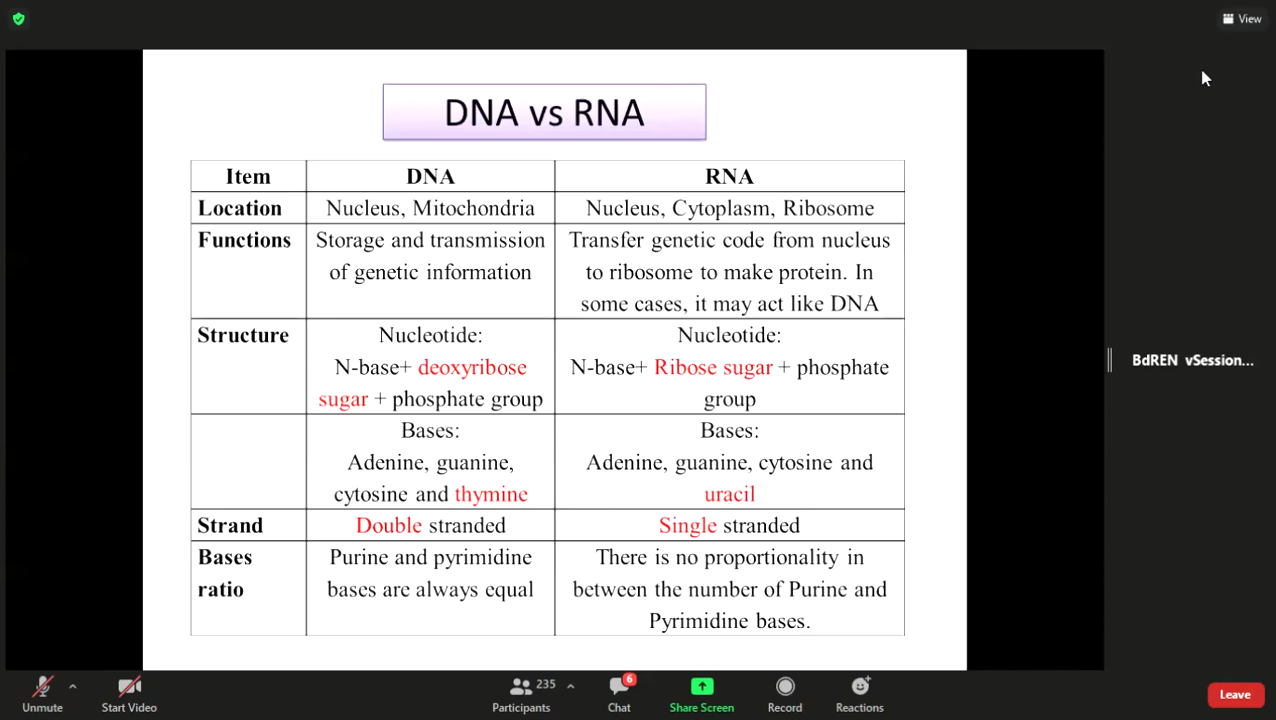 View
DNA vs RNA
Item DNA RNA
Location Nucleus, Mitochondria Nucleus, Cytoplasm, Ribosome
Functions Storage and transmission Transfer genetic code from nucleus
of genetic information to ribosome to make protein. In
some cases, it may act like DNA
Structure Nucleotide: Nucleotide:
N-base+ deoxyribose N-base+ Ribose sugar + phosphate
sugar + phosphate group group
Bases: Bases:
Adenine, guanine, Adenine, guanine, cytosine and
cytosine and thymine uracil
Strand Double stranded Single stranded
Bases Purine and pyrimidine There is no proportionality in
ratio bases are always equal between the number of Purine and
Pyrimidine bases.
BdREN vSession...
235 6
Unmute Start Video Participants Chat Share Screen Record Reactions Leave